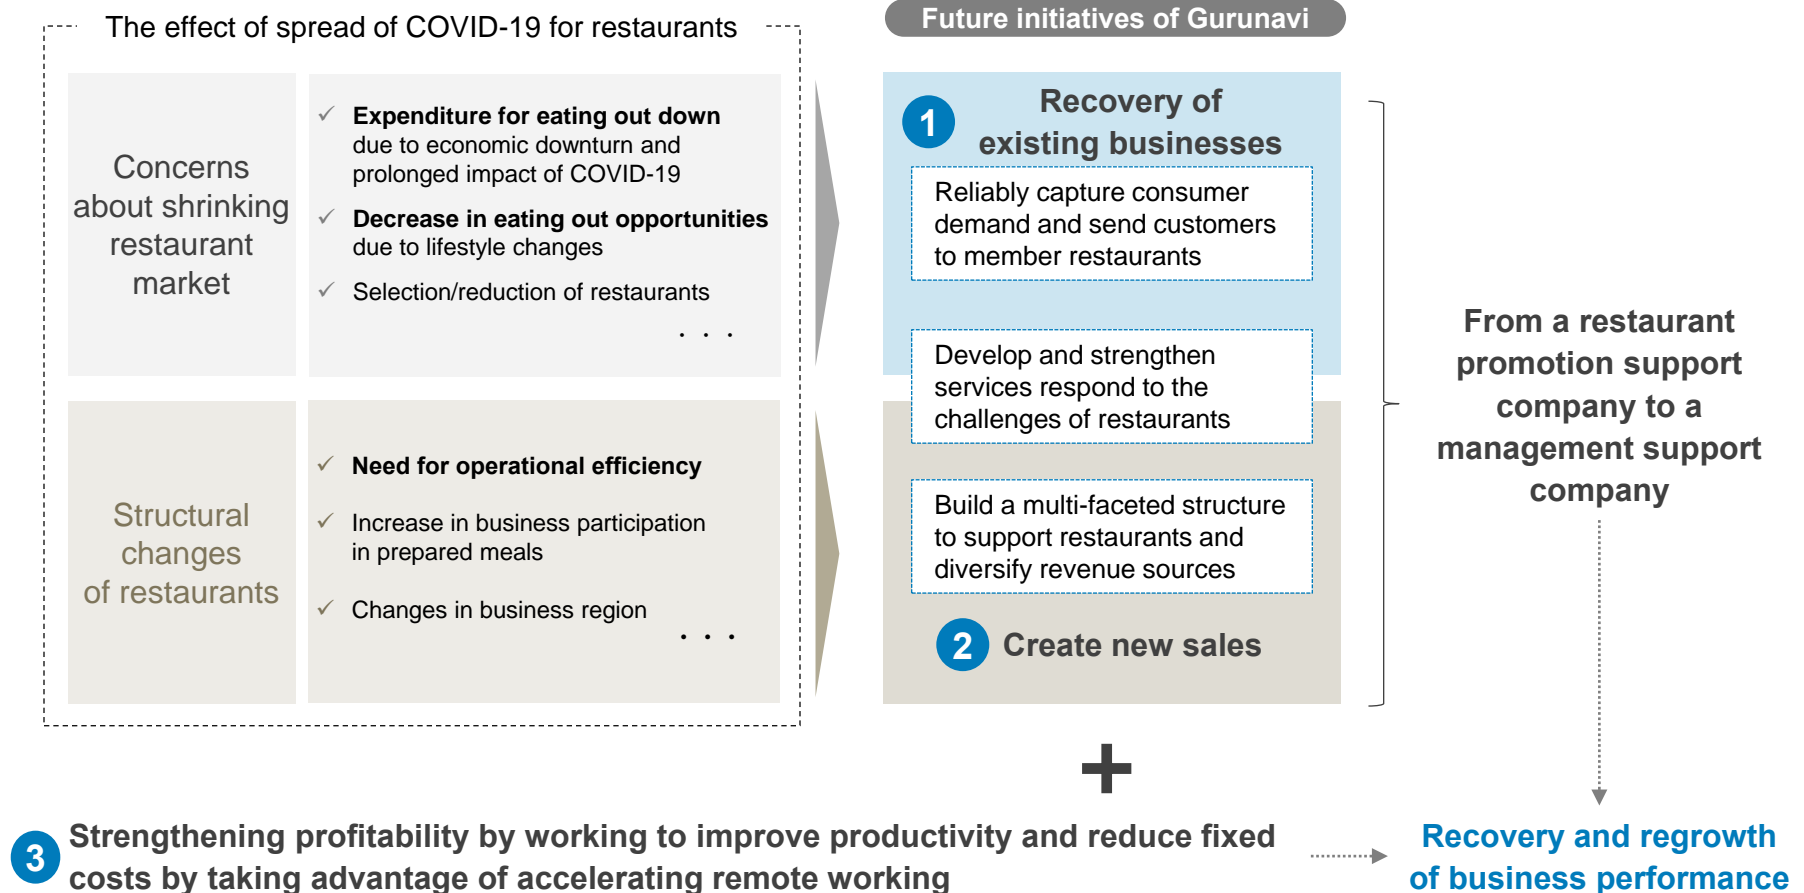 The effect of spread of COVID-19 for restaurants
Concerns
about shrinking
restaurant
market
✓ Expenditure for eating out down
due to economic downturn and
prolonged impact of COVID-19
✓ Decrease in eating out opportunities
due to lifestyle changes
✓ Selection/reduction of restaurants
. . .
Structural
changes
of restaurants
✓ Need for operational efficiency
✓ Increase in business participation
in prepared meals
✓ Changes in business region
. . .
Future initiatives of Gurunavi
1 Recovery of
existing businesses
Reliably capture consumer
demand and send customers
to member restaurants
Develop and strengthen
services respond to the
challenges of restaurants
Build a multi-faceted structure
to support restaurants and
diversify revenue sources
2 Create new sales
From a restaurant
promotion support
company to a
management support
company
+
3 Strengthening profitability by working to improve productivity and reduce fixed
costs by taking advantage of accelerating remote working
Recovery and regrowth
of business performance